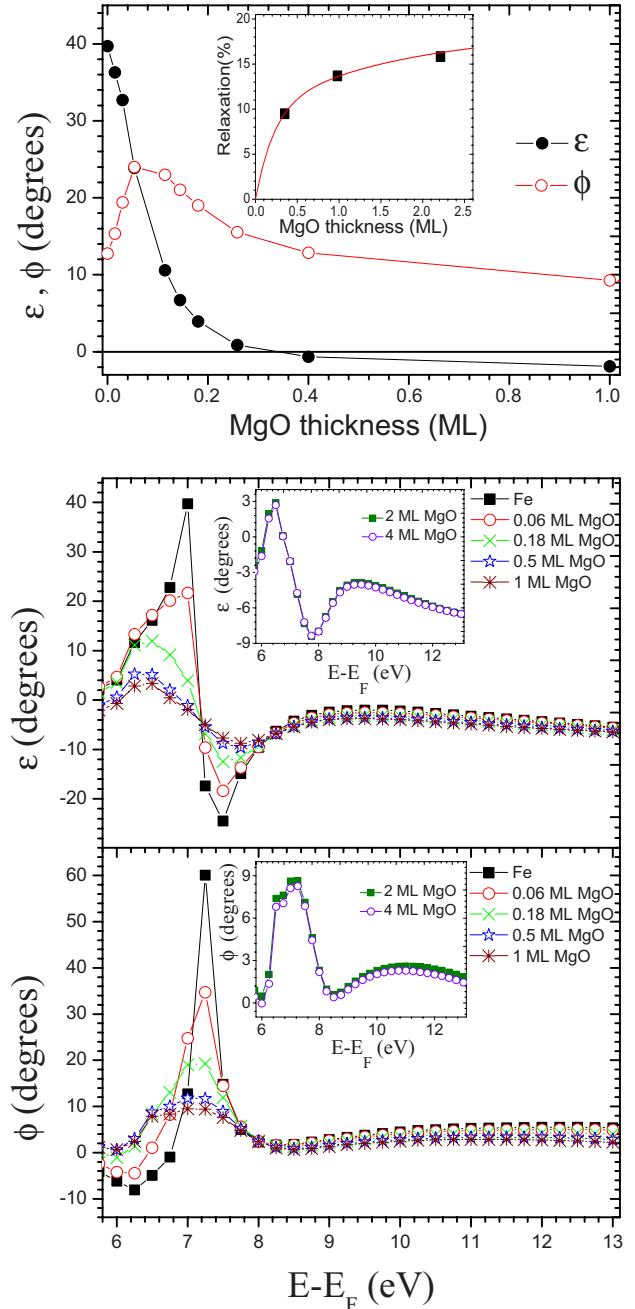 40
30
20
10
0
ε , ϕ (degrees)
0.0
0.2
0.4
0.6
0.8
1.0
MgO thickness (ML)
Relaxation(%)
20
15
10
5
0
0.0 0.5 1.0 1.5 2.0 2.5
MgO thickness (ML)
ε
ϕ
40
30
20
10
0
-10
-20
ε (degrees)
Fe
0.06 ML MgO
0.18 ML MgO
0.5 ML MgO
1 ML MgO
3
0
-3
-6
-9
ε (degrees)
2 ML MgO
4 ML MgO
6 8 10 12
E-EF (eV)
60
50
40
30
20
10
0
-10
ϕ (degrees)
Fe
0.06 ML MgO
0.18 ML MgO
0.5 ML MgO
1 ML MgO
9
6
3
0
ϕ (degrees)
2 ML MgO
4 ML MgO
6 8 10 12
E-EF (eV)
6 7 8 9 10 11 12 13
E-EF (eV)